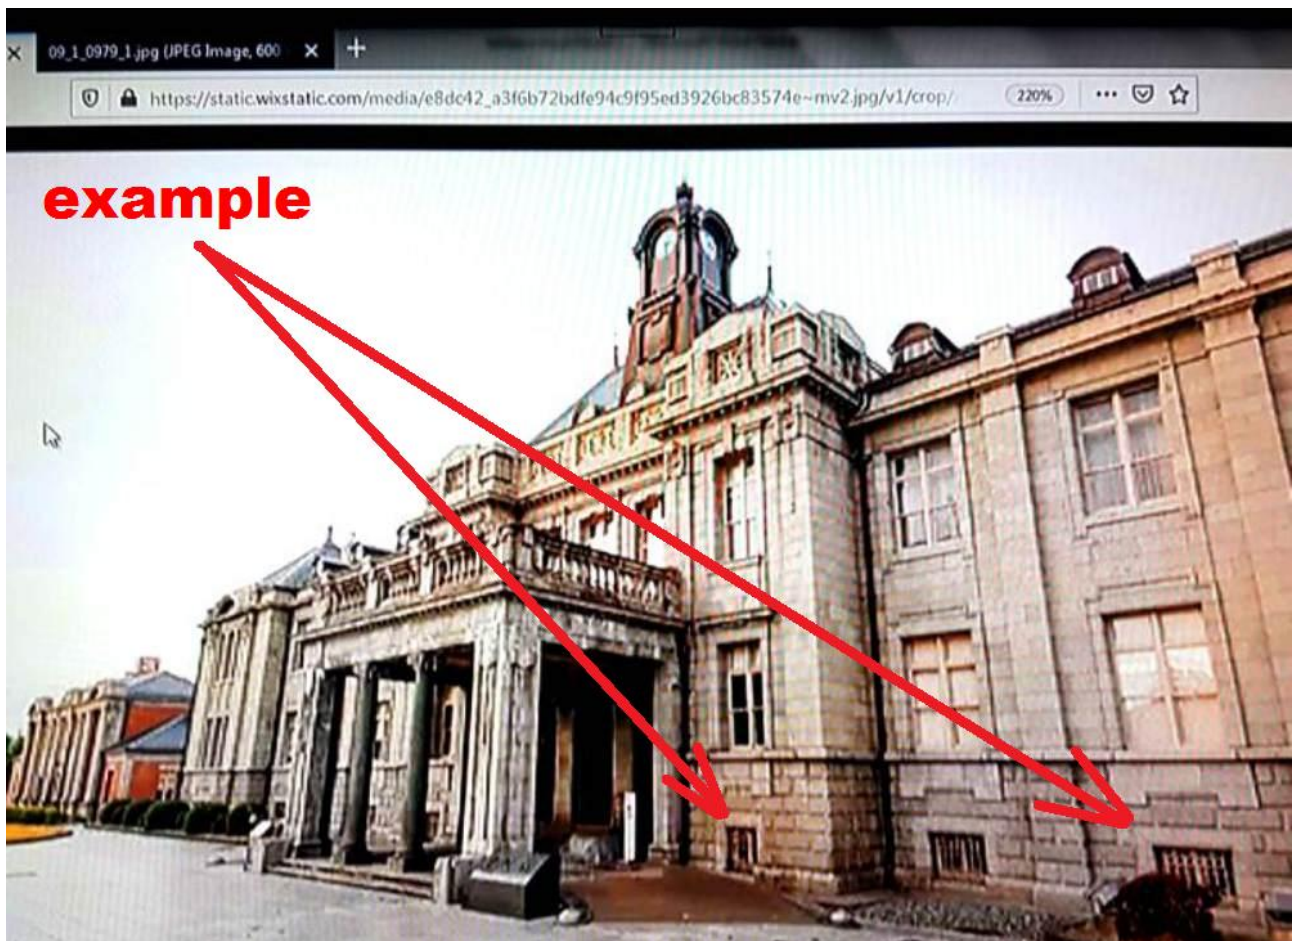 09_1_0979_1.jpg (JPEG Image, 600
https://static.wixstatic.com/media/e8dc42_a3f6b72bdfe94c9f95ed3926bc83574e~mv2.jpg/v1/crop/
220%
example